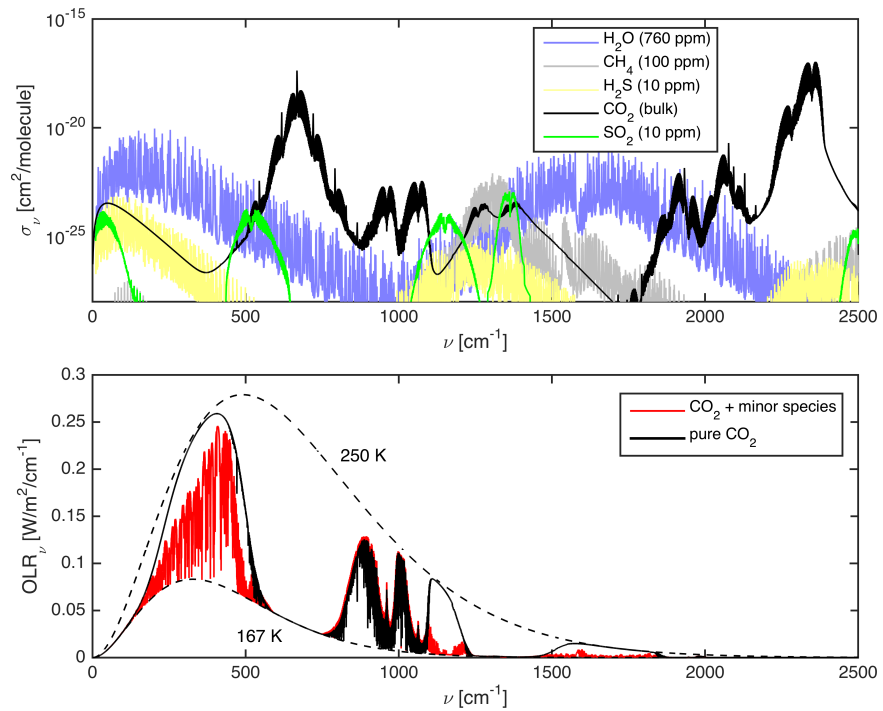 10^-15
10^-20
10^-25
σ_ν [cm²/molecule]
H₂O (760 ppm)
CH₄ (100 ppm)
H₂S (10 ppm)
CO₂ (bulk)
SO₂ (10 ppm)
0 500 1000 1500 2000 2500
ν [cm⁻¹]
0.3
0.25
0.2
0.15
0.1
0.05
0
OLR_ν [W/m²/cm⁻¹]
CO₂ + minor species
pure CO₂
250 K
167 K
0 500 1000 1500 2000 2500
ν [cm⁻¹]